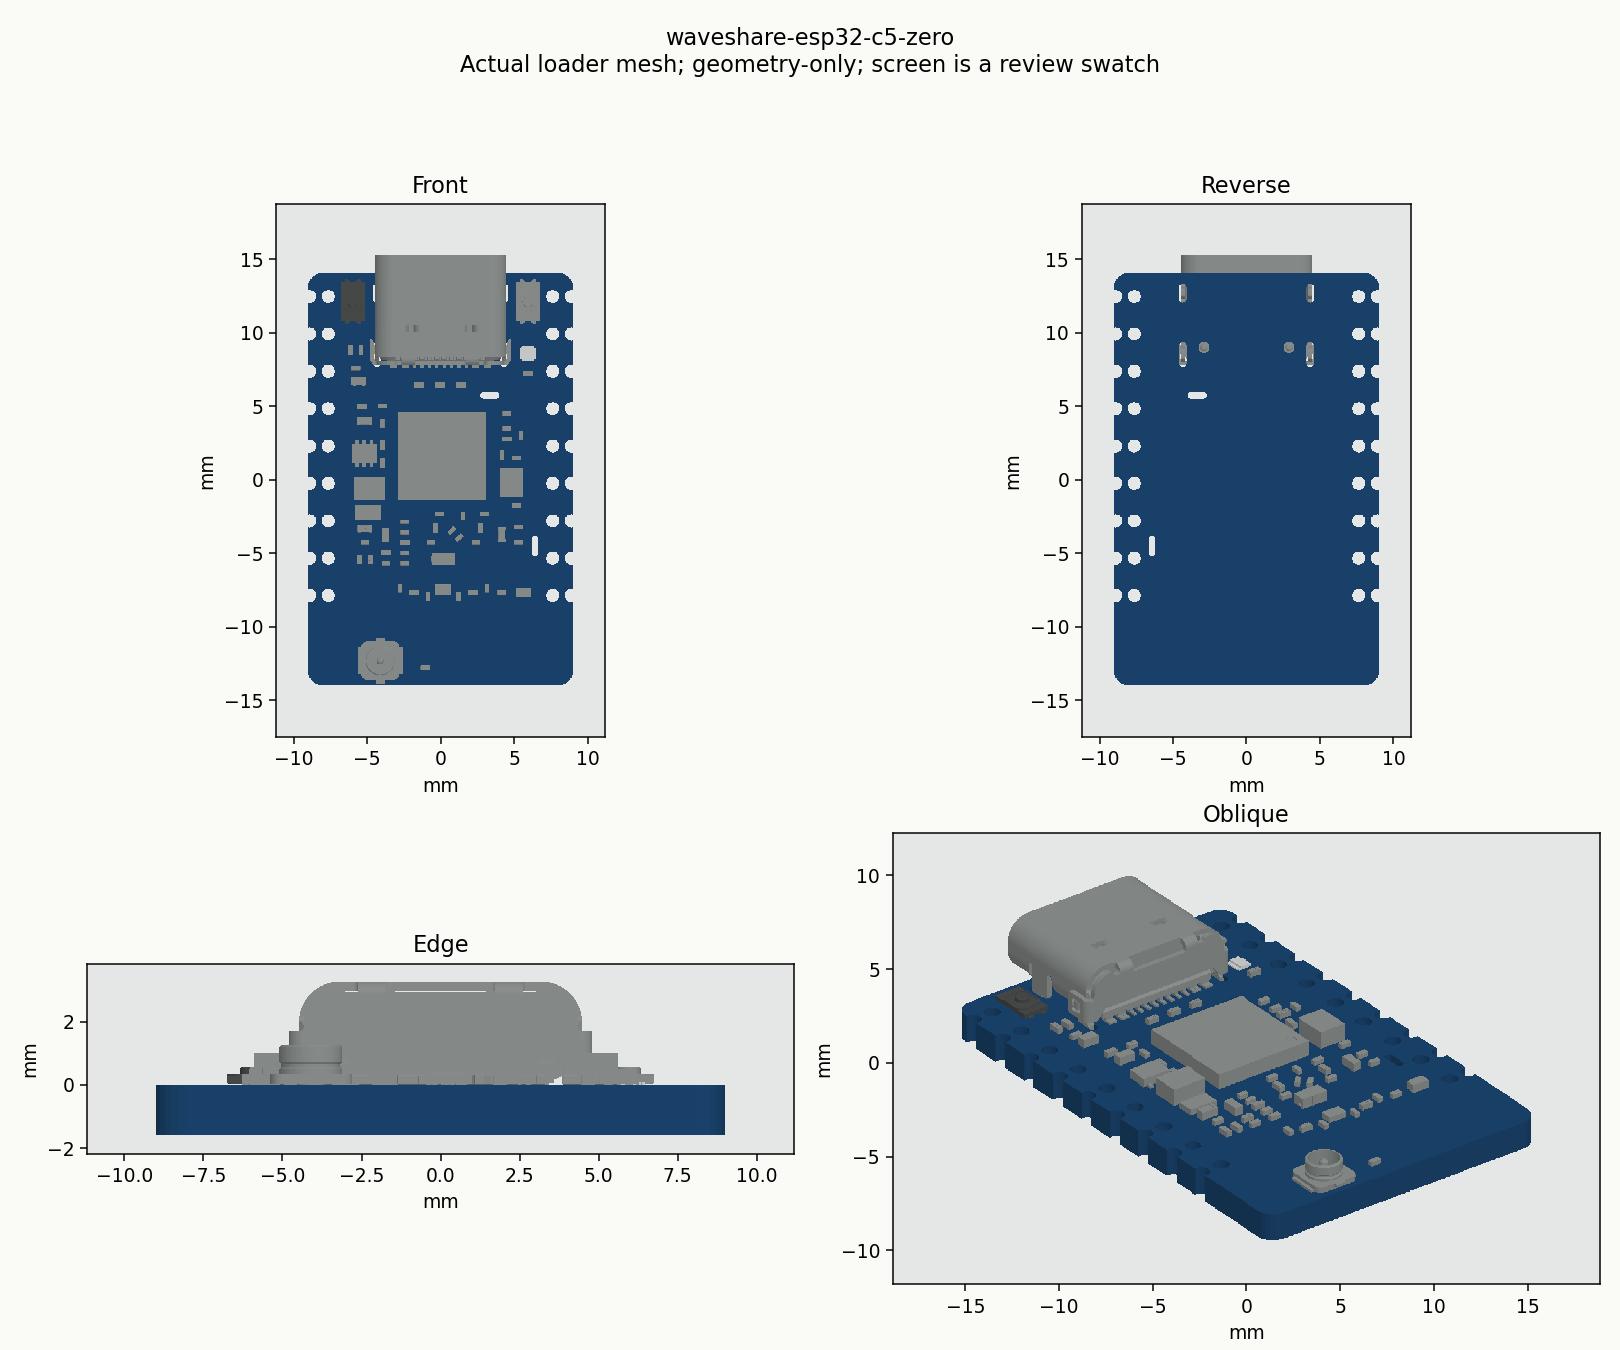 waveshare-esp32-c5-zero
Actual loader mesh; geometry-only; screen is a review swatch
Front
15
10
5
0
−5
−10
−15
mm
−10 −5 0 5 10
mm
Reverse
15
10
5
0
−5
−10
−15
mm
−10 −5 0 5 10
mm
Edge
2
0
−2
mm
−10.0 −7.5 −5.0 −2.5 0.0 2.5 5.0 7.5 10.0
mm
Oblique
10
5
0
−5
−10
mm
−15 −10 −5 0 5 10 15
mm